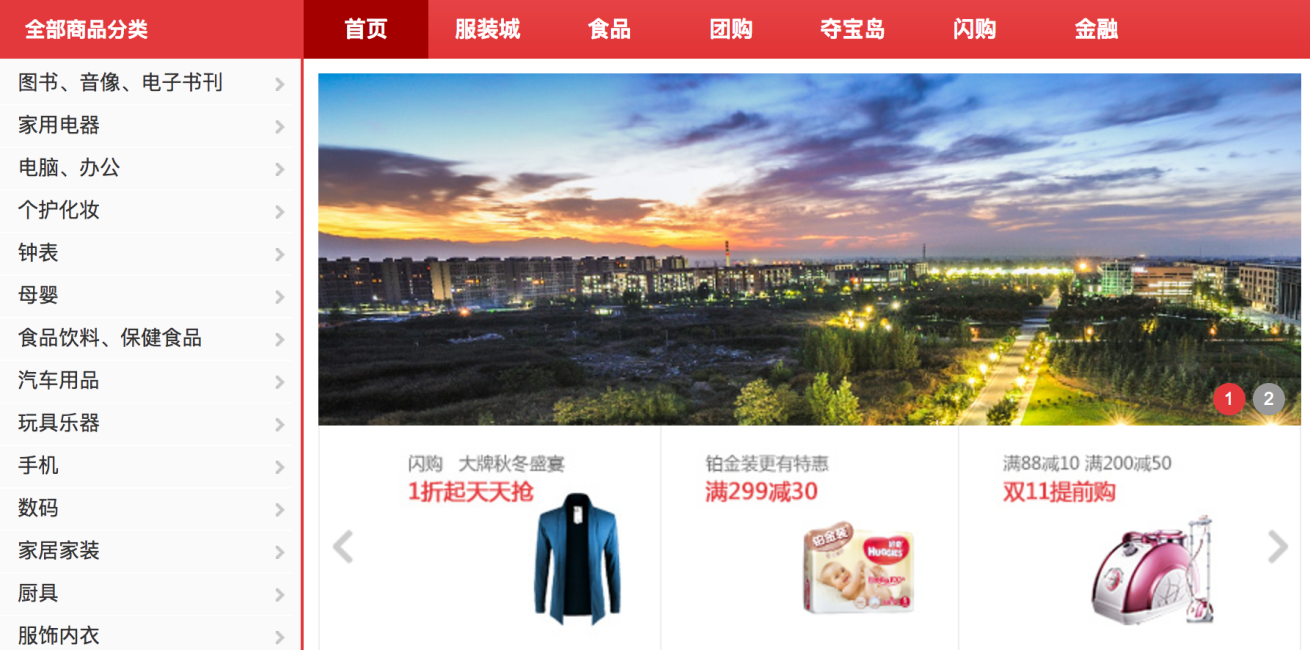 全部商品分类
首页
服装城
食品
团购
夺宝岛
闪购
金融
图书、音像、电子书刊
家用电器
电脑、办公
个护化妆
钟表
母婴
食品饮料、保健食品
汽车用品
玩具乐器
手机
数码
家居家装
厨具
服饰内衣
1
2
闪购 大牌秋冬盛宴
1折起天天抢
铂金装更有特惠
满299减30
铂金装
HUGGIES
满88减10 满200减50
双11提前购